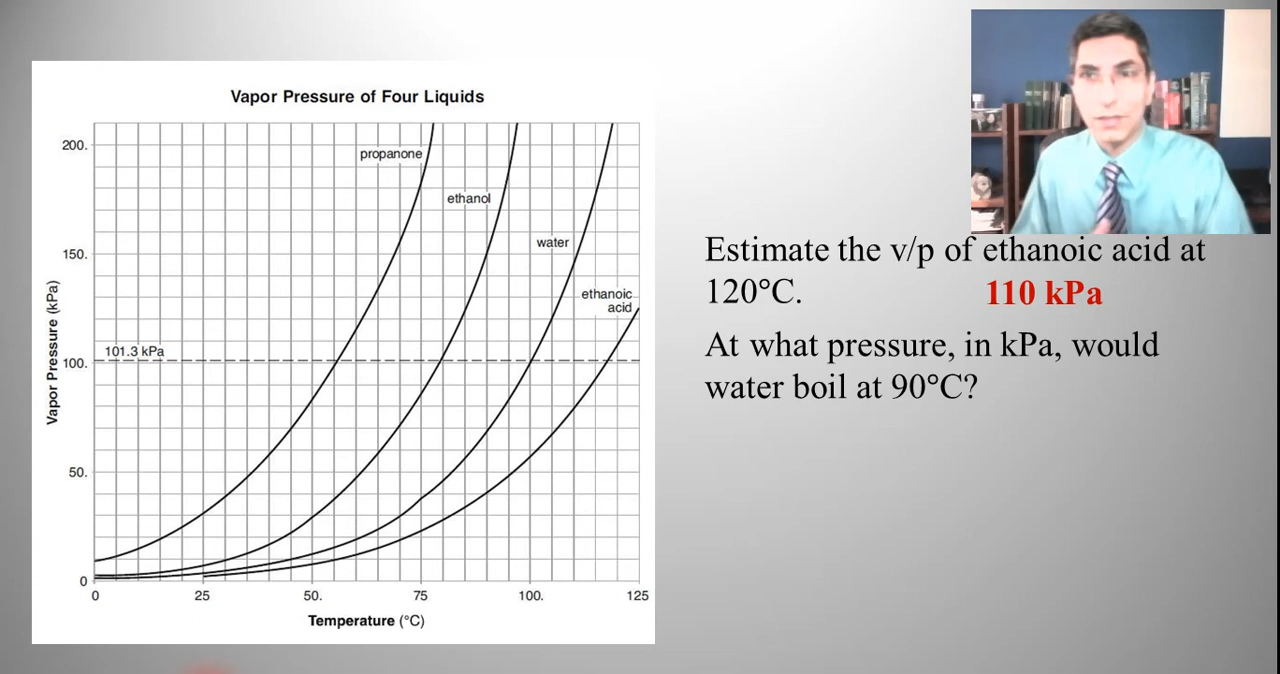 Vapor Pressure of Four Liquids
200.
propanone
ethanol
150.
water
ethanoic
acid
Vapor Pressure (kPa)
101.3 kPa
100.
50.
0
0 25 50. 75 100. 125
Temperature (°C)
Estimate the v/p of ethanoic acid at
120°C. 110 kPa
At what pressure, in kPa, would
water boil at 90°C?